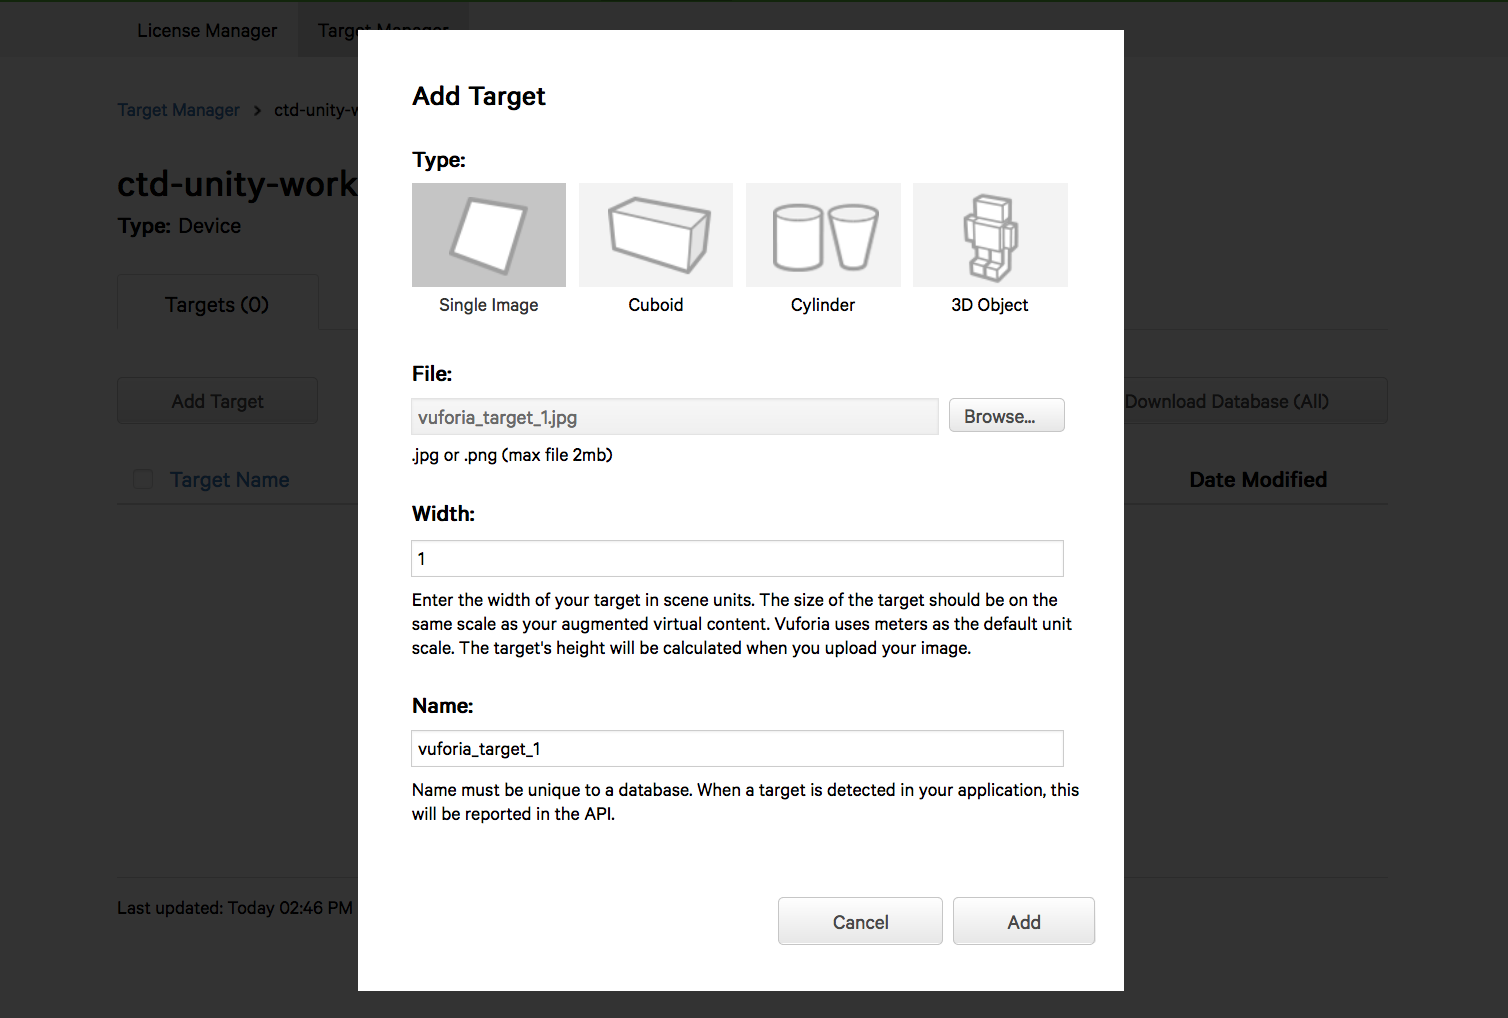 License Manager
Target Manager
Target Manager > ctd-unity-w
ctd-unity-work
Type: Device
Targets (0)
Add Target
Download Database (All)
Target Name
Date Modified
Last updated: Today 02:46 PM
Add Target
Type:
Single Image
Cuboid
Cylinder
3D Object
File:
vuforia_target_1.jpg
Browse...
.jpg or .png (max file 2mb)
Width:
1
Enter the width of your target in scene units. The size of the target should be on the
same scale as your augmented virtual content. Vuforia uses meters as the default unit
scale. The target's height will be calculated when you upload your image.
Name:
vuforia_target_1
Name must be unique to a database. When a target is detected in your application, this
will be reported in the API.
Cancel
Add